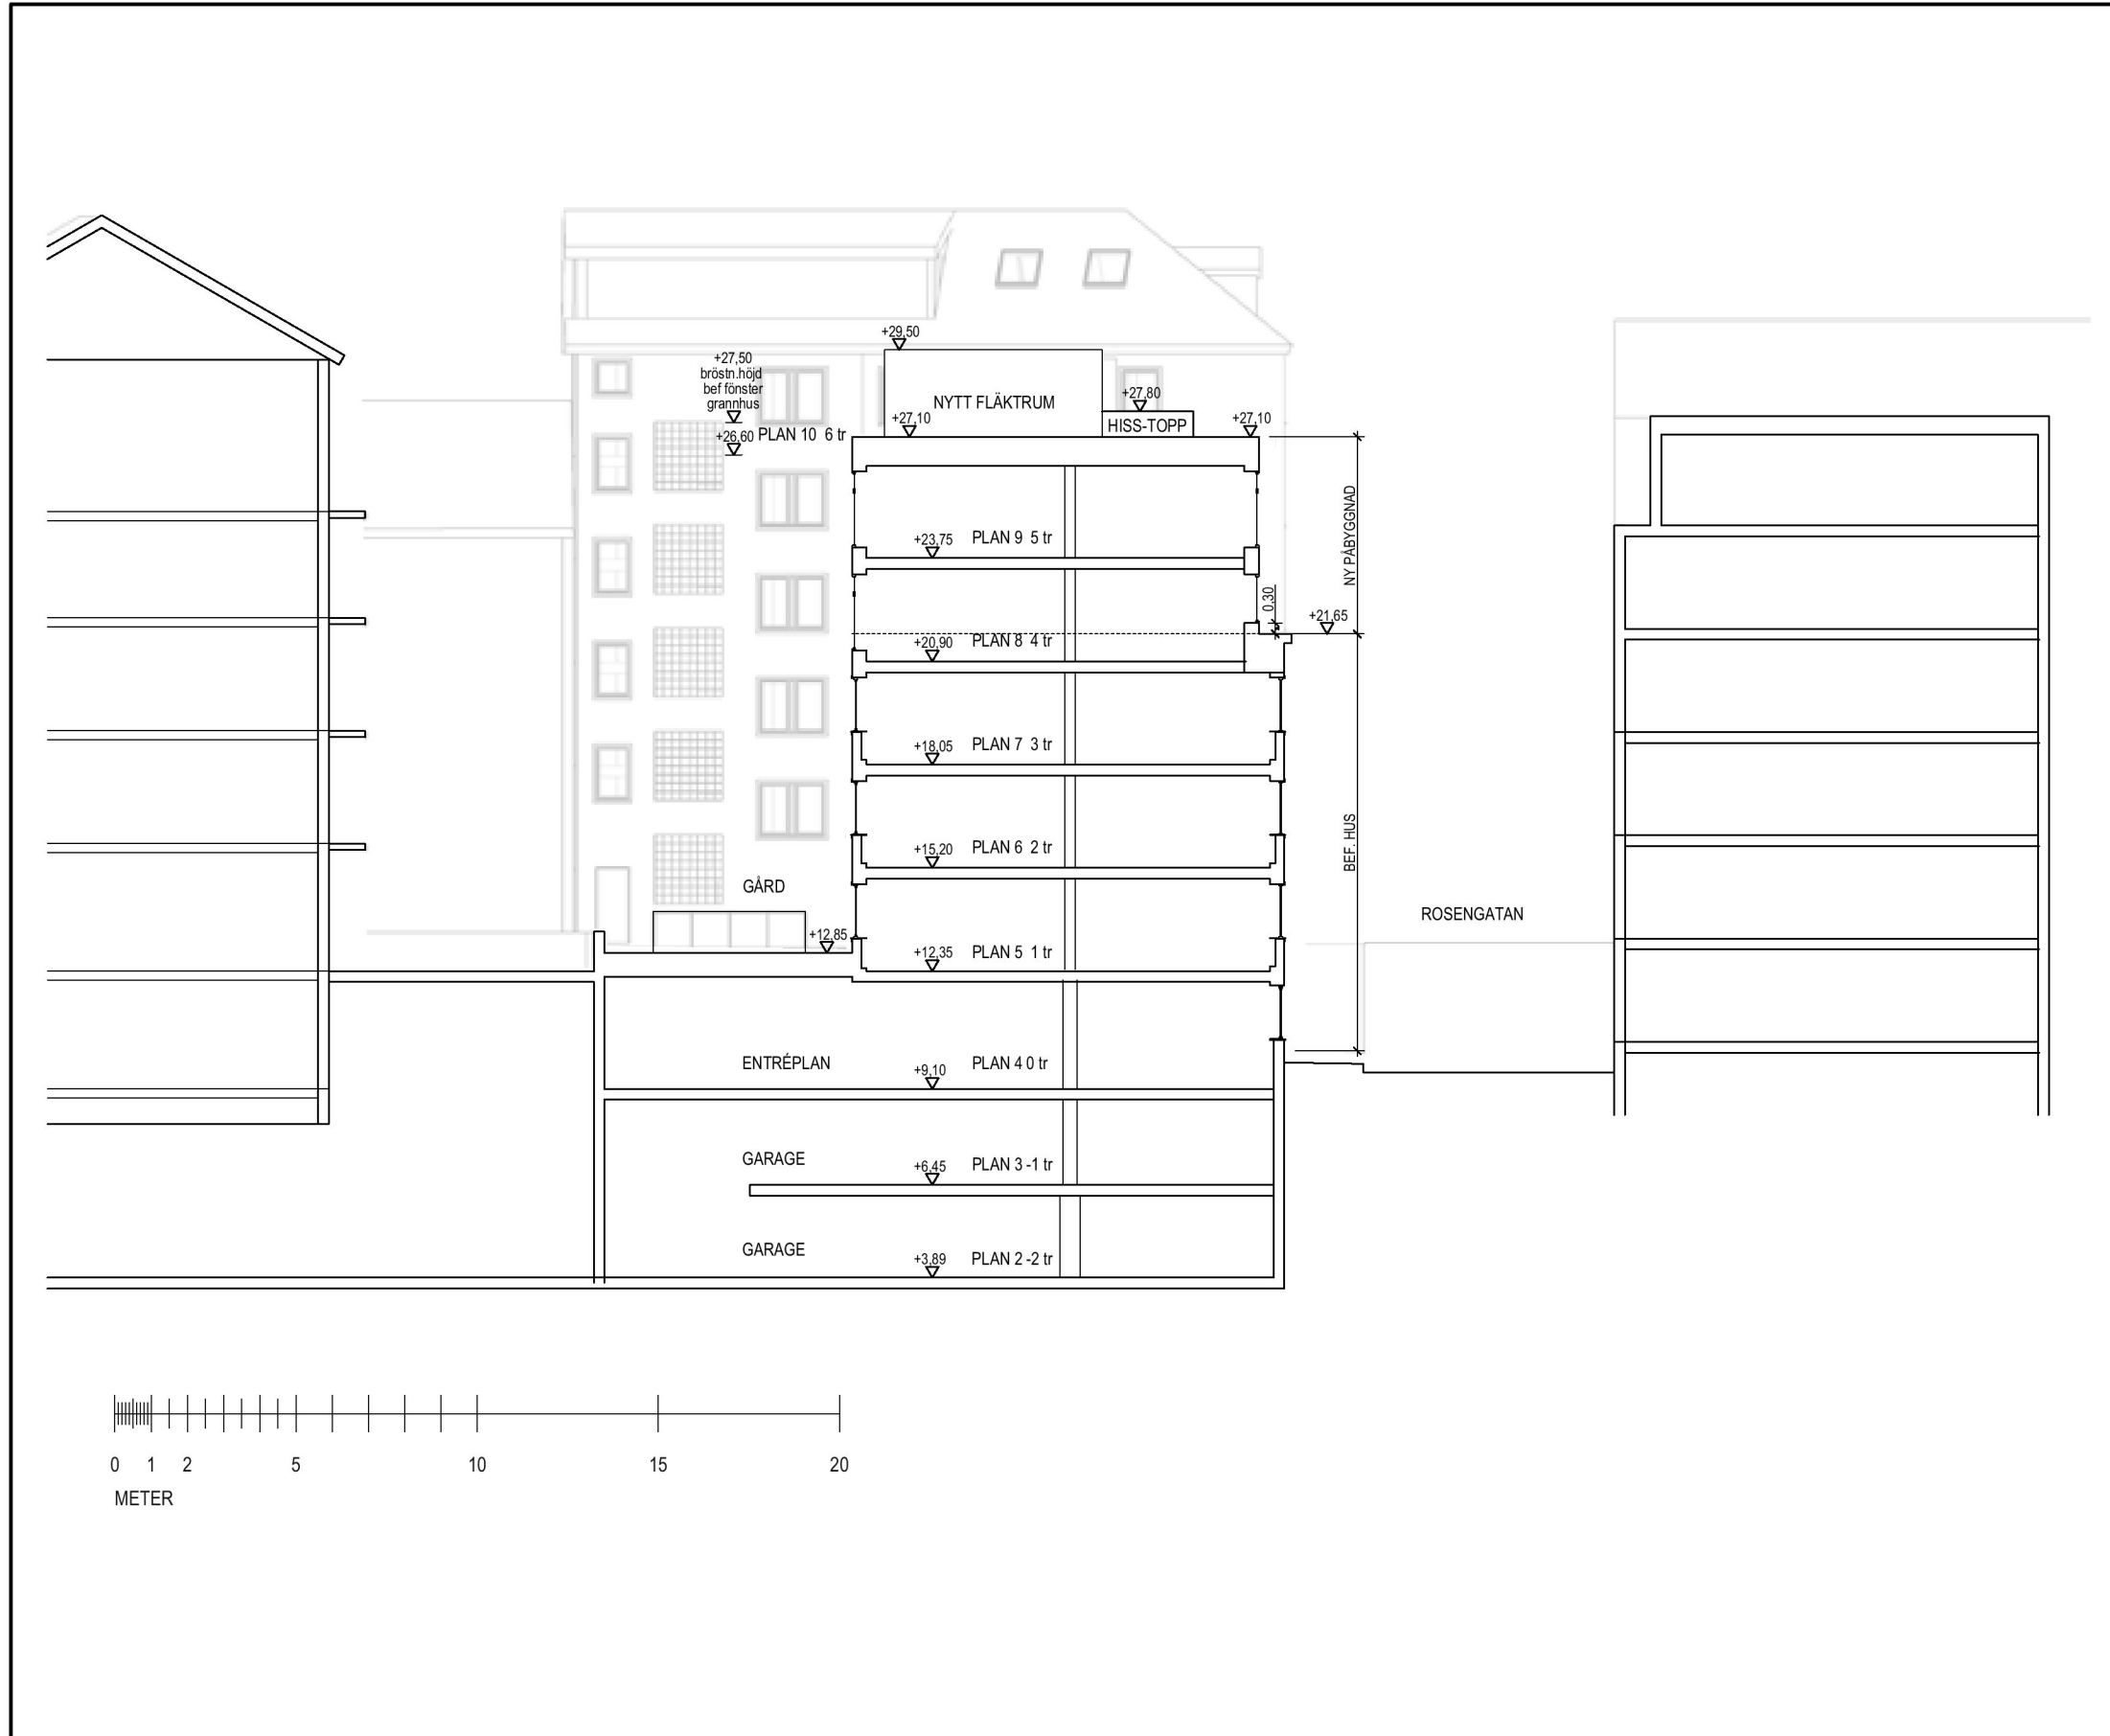 +29,50
+27,50
bröstn.höjd
bef fönster
grannhus
NYTT FLÄKTRUM
+27,80
+27,10
HISS-TOPP
+27,10
+26,60 PLAN 10 6 tr
NY PÅBYGGNAD
+23,75 PLAN 9 5 tr
0,30
+21,65
+20,90 PLAN 8 4 tr
+18,05 PLAN 7 3 tr
BEF. HUS
+15,20 PLAN 6 2 tr
GÅRD
ROSENGATAN
+12,85
+12,35 PLAN 5 1 tr
ENTRÉPLAN
+9,10 PLAN 4 0 tr
GARAGE
+6,45 PLAN 3 -1 tr
GARAGE
+3,89 PLAN 2 -2 tr
0 1 2 5 10 15 20
METER